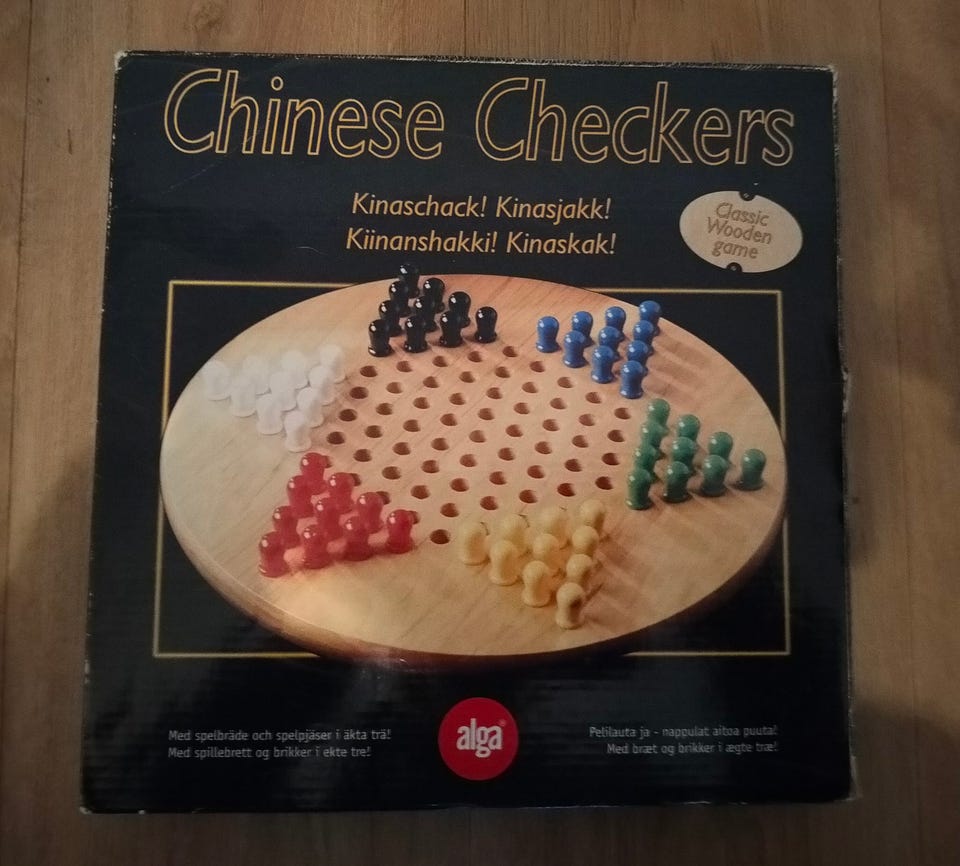 Chinese Checkers
Kinaschack! Kinasjakk!
Kiinanshakki! Kinaskak!
Classic
Wooden
game
Med spelbräde och spelpjäser i äkta trä!
Med spillebrett og brikker i ekte tre!
alga®
Pelilauta ja - nappulat aitoa puuta!
Med bræt og brikker i ægte træ!